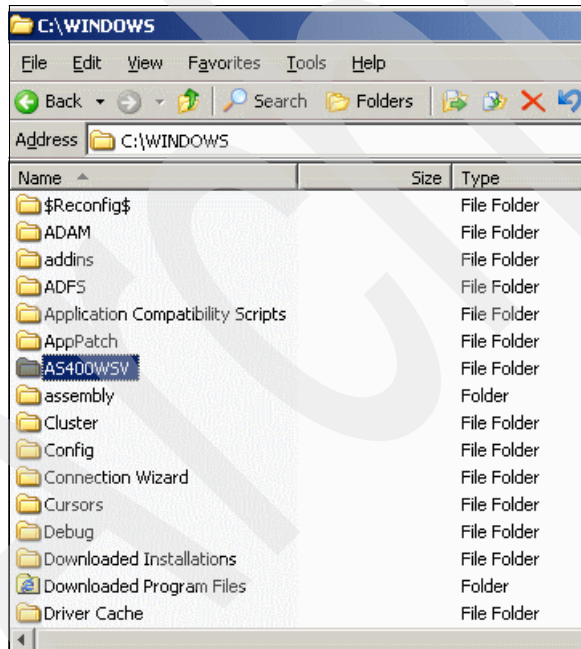 C:\WINDOWS
File Edit View Favorites Tools Help
Back Search Folders
Address C:\WINDOWS
Name Size Type
$Reconfig$ File Folder
ADAM File Folder
addins File Folder
ADFS File Folder
Application Compatibility Scripts File Folder
AppPatch File Folder
AS400WSV File Folder
assembly Folder
Cluster File Folder
Config File Folder
Connection Wizard File Folder
Cursors File Folder
Debug File Folder
Downloaded Installations File Folder
Downloaded Program Files Folder
Driver Cache File Folder